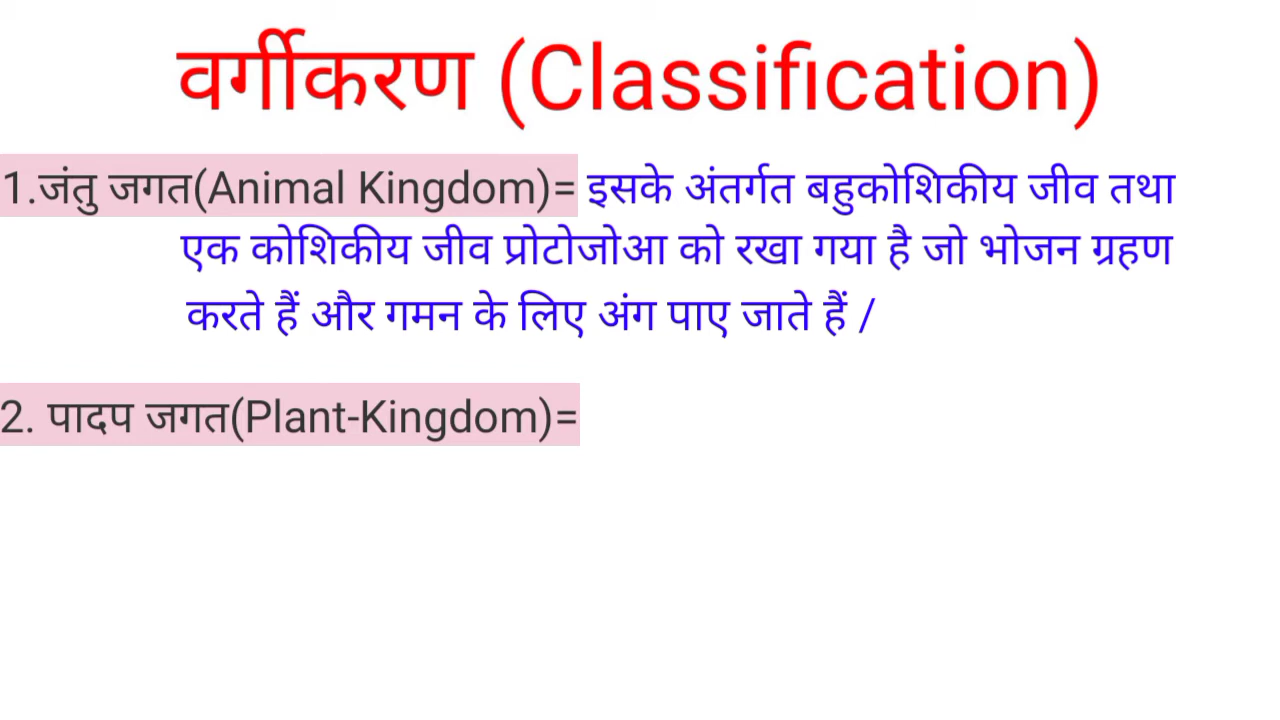 वर्गीकरण (Classification)
1.जंतु जगत(Animal Kingdom)= इसके अंतर्गत बहुकोशिकीय जीव तथा
एक कोशिकीय जीव प्रोटोजोआ को रखा गया है जो भोजन ग्रहण
करते हैं और गमन के लिए अंग पाए जाते हैं /
2. पादप जगत(Plant-Kingdom)=